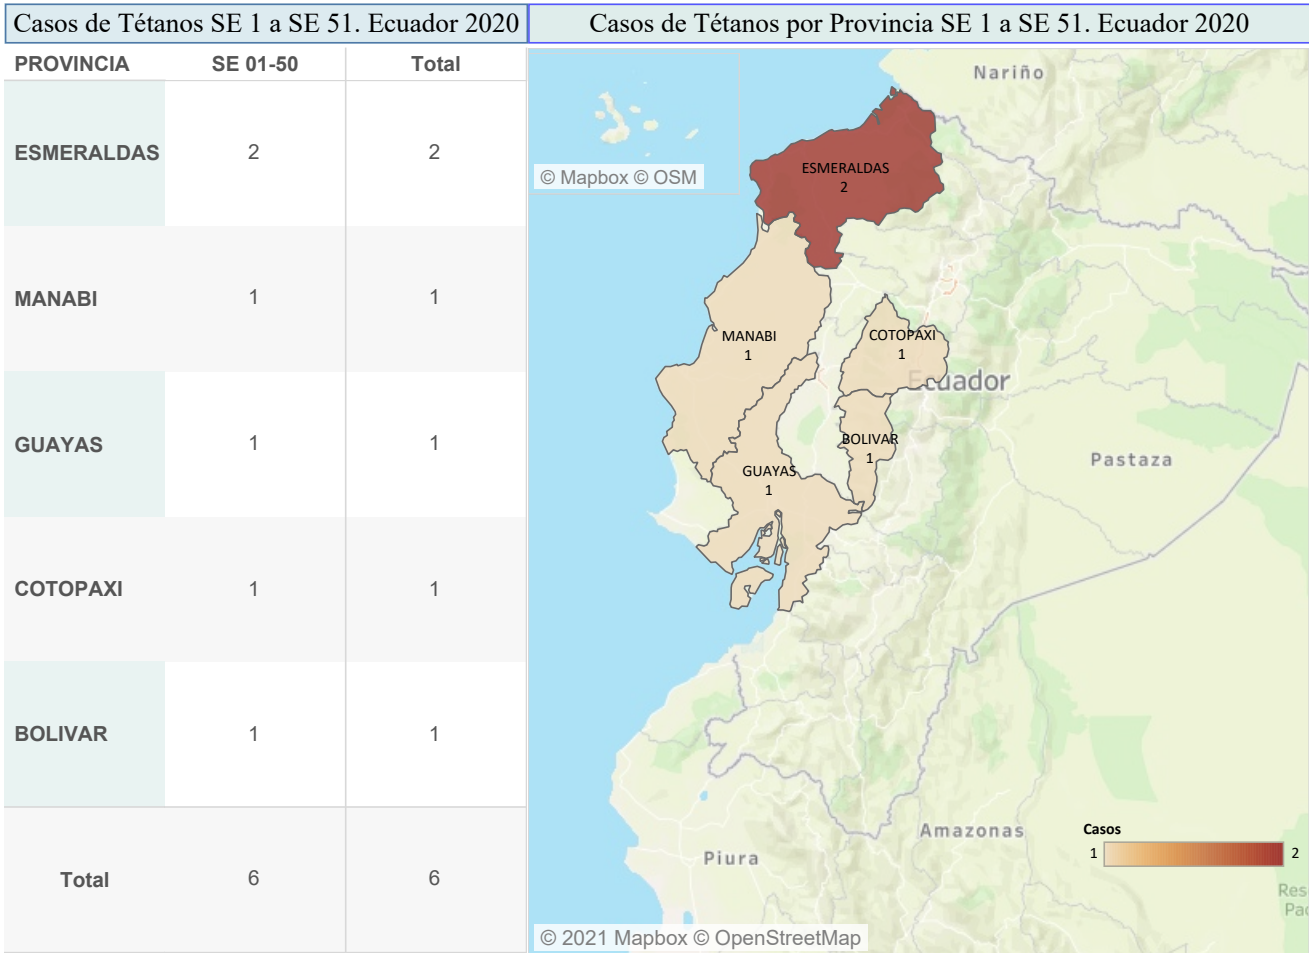 Casos de Tétanos SE 1 a SE 51. Ecuador 2020
PROVINCIA SE 01-50 Total
ESMERALDAS 2 2
MANABI 1 1
GUAYAS 1 1
COTOPAXI 1 1
BOLIVAR 1 1
Total 6 6
Casos de Tétanos por Provincia SE 1 a SE 51. Ecuador 2020
Nariño
© Mapbox © OSM
ESMERALDAS
2
MANABI
1
COTOPAXI
1
Ecuador
BOLIVAR
1
Pastaza
GUAYAS
1
Amazonas
Piura
Casos
1 2
Res
Pac
© 2021 Mapbox © OpenStreetMap